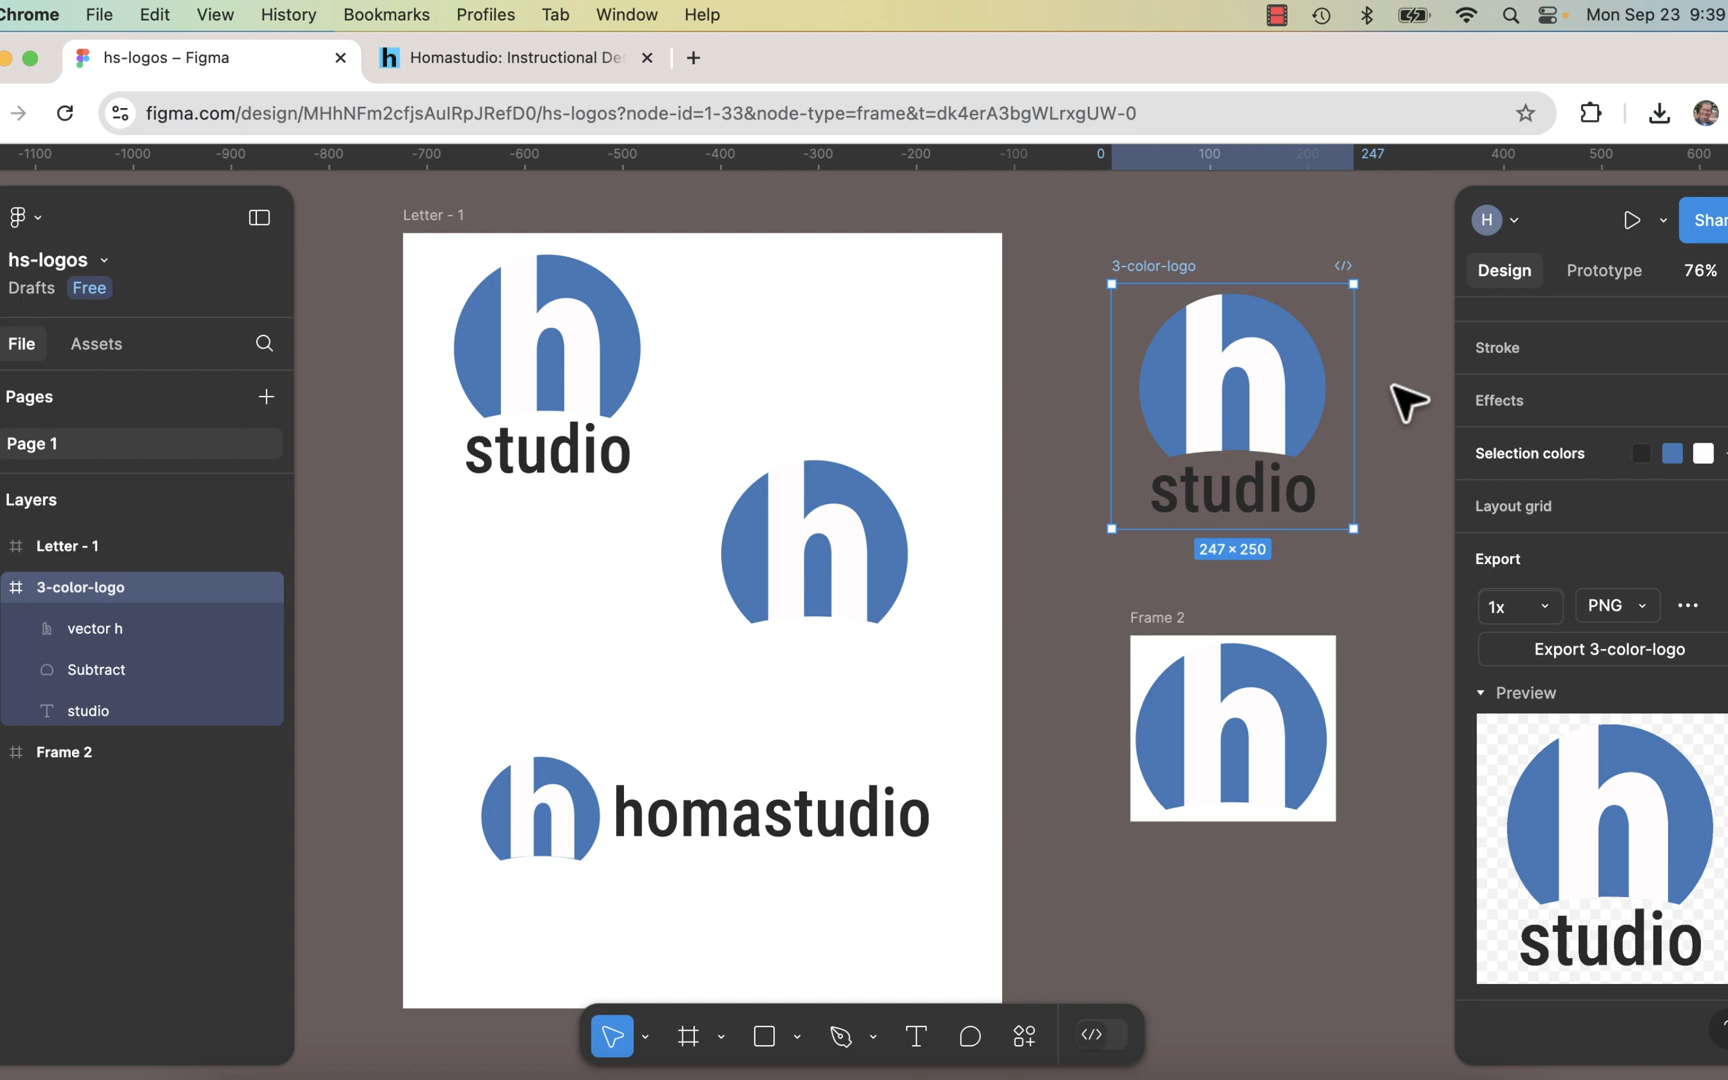 Chrome File Edit View History Bookmarks Profiles Tab Window Help Mon Sep 23 9:39
hs-logos – Figma
h Homastudio: Instructional De
figma.com/design/MHhNFm2cfjsAuIRpJRefD0/hs-logos?node-id=1-33&node-type=frame&t=dk4erA3bgWLrxgUW-0
-1100 -1000 -900 -800 -700 -600 -500 -400 -300 -200 -100 0 100 200 247 400 500 600
hs-logos
Drafts Free
File Assets
Pages
Page 1
Layers
Letter - 1
3-color-logo
vector h
Subtract
studio
Frame 2
Letter - 1
h
studio
h
h homastudio
3-color-logo
h
studio
247 × 250
Frame 2
h
H
Shar
Design Prototype 76%
Stroke
Effects
Selection colors
Layout grid
Export
1x PNG
Export 3-color-logo
Preview
h
studio